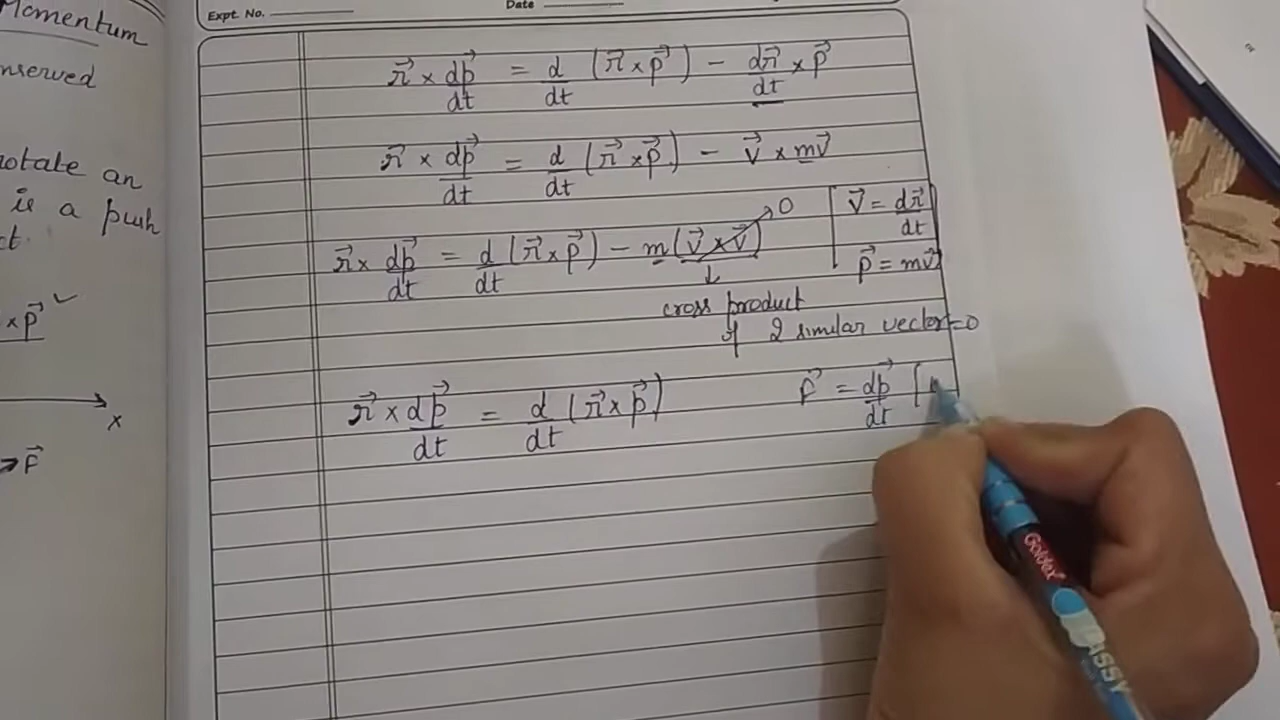 Momentum
nserved
otate an
is a push
ct.
×p⃗ ✓
x
→F⃗
Expt. No.
Date
r⃗ × dp⃗/dt = d/dt (r⃗ × p⃗) − dr⃗/dt × p⃗
r⃗ × dp⃗/dt = d/dt (r⃗ × p⃗) − v⃗ × mv⃗
r⃗ × dp⃗/dt = d/dt (r⃗ × p⃗) − m(v⃗ × v⃗) → 0
v⃗ = dr⃗/dt
p⃗ = mv⃗
↓
cross product
of 2 similar vector = 0
r⃗ × dp⃗/dt = d/dt (r⃗ × p⃗)
F⃗ = dp⃗/dt [
Goldex
KLASSY